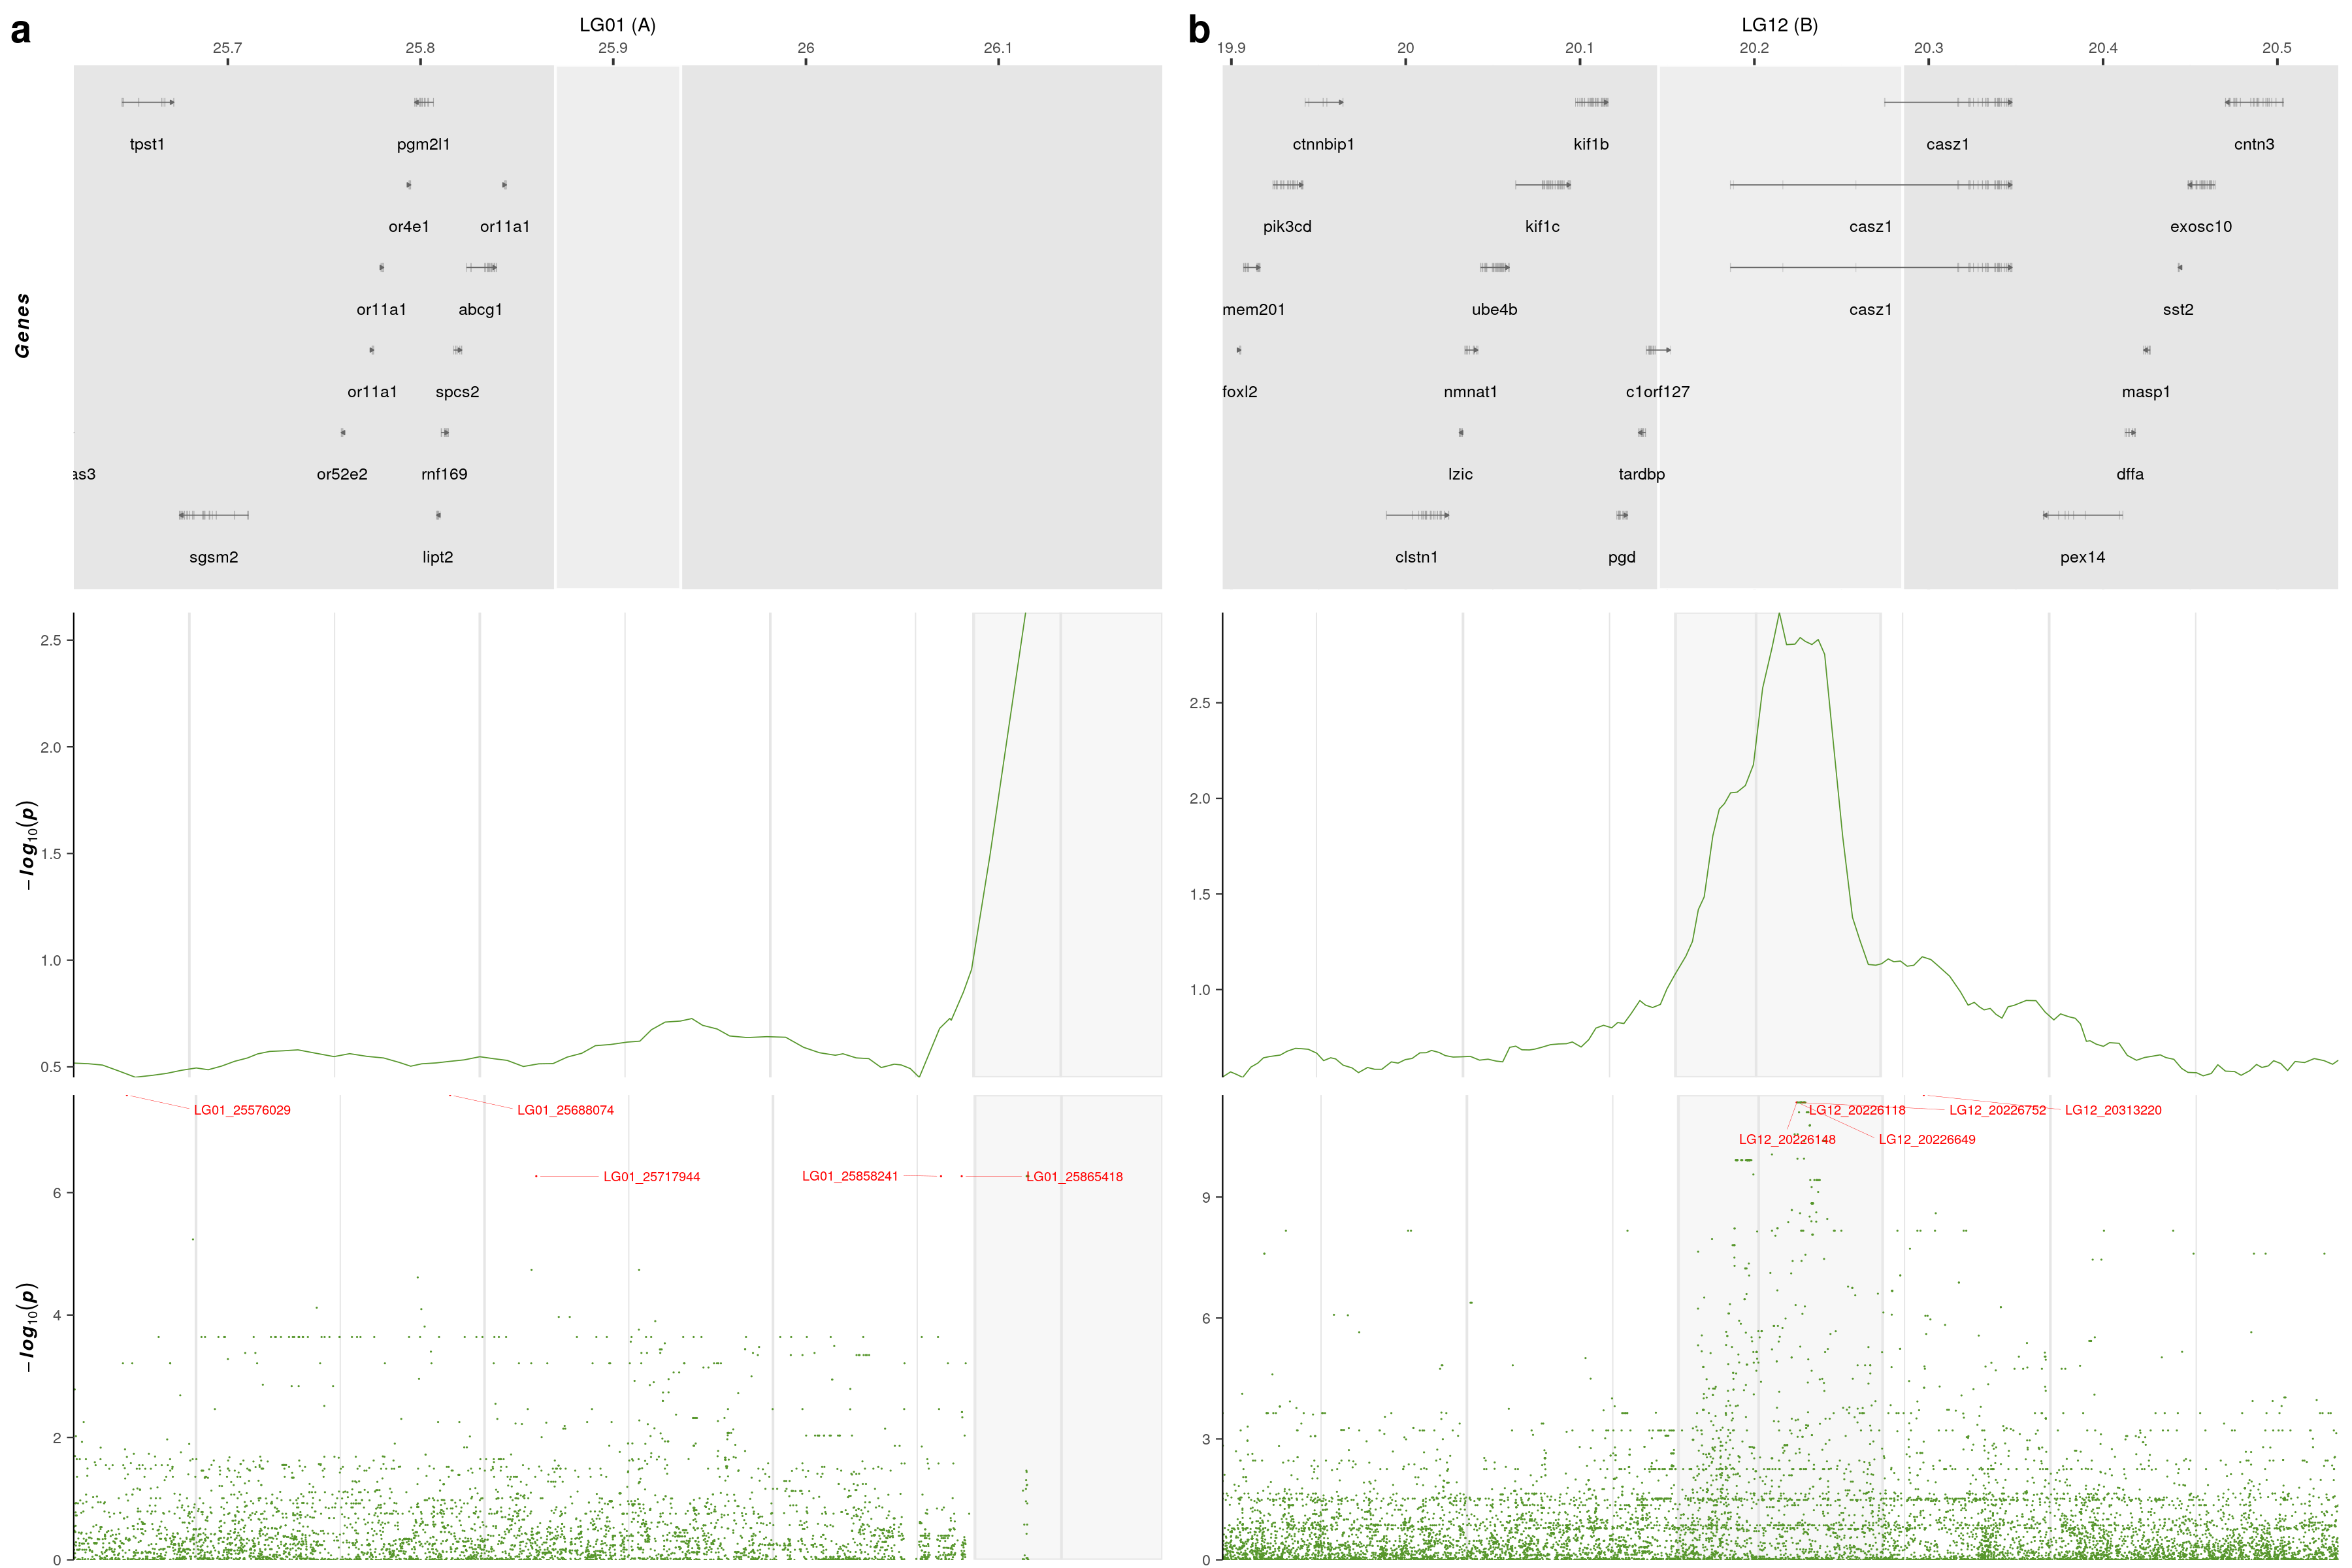 a
LG01 (A)
25.7 25.8 25.9 26 26.1
Genes
tpst1 pgm2l1
or4e1 or11a1
or11a1 abcg1
or11a1 spcs2
as3 or52e2 rnf169
sgsm2 lipt2
−log10(p)
2.5
2.0
1.5
1.0
0.5
−log10(p)
6
4
2
0
LG01_25576029 LG01_25688074
LG01_25717944 LG01_25858241 LG01_25865418
b
LG12 (B)
19.9 20 20.1 20.2 20.3 20.4 20.5
ctnnbip1 kif1b casz1 cntn3
pik3cd kif1c casz1 exosc10
mem201 ube4b casz1 sst2
foxl2 nmnat1 c1orf127 masp1
lzic tardbp dffa
clstn1 pgd pex14
2.5
2.0
1.5
1.0
9
6
3
0
LG12_20226118 LG12_20226752 LG12_20313220
LG12_20226148 LG12_20226649